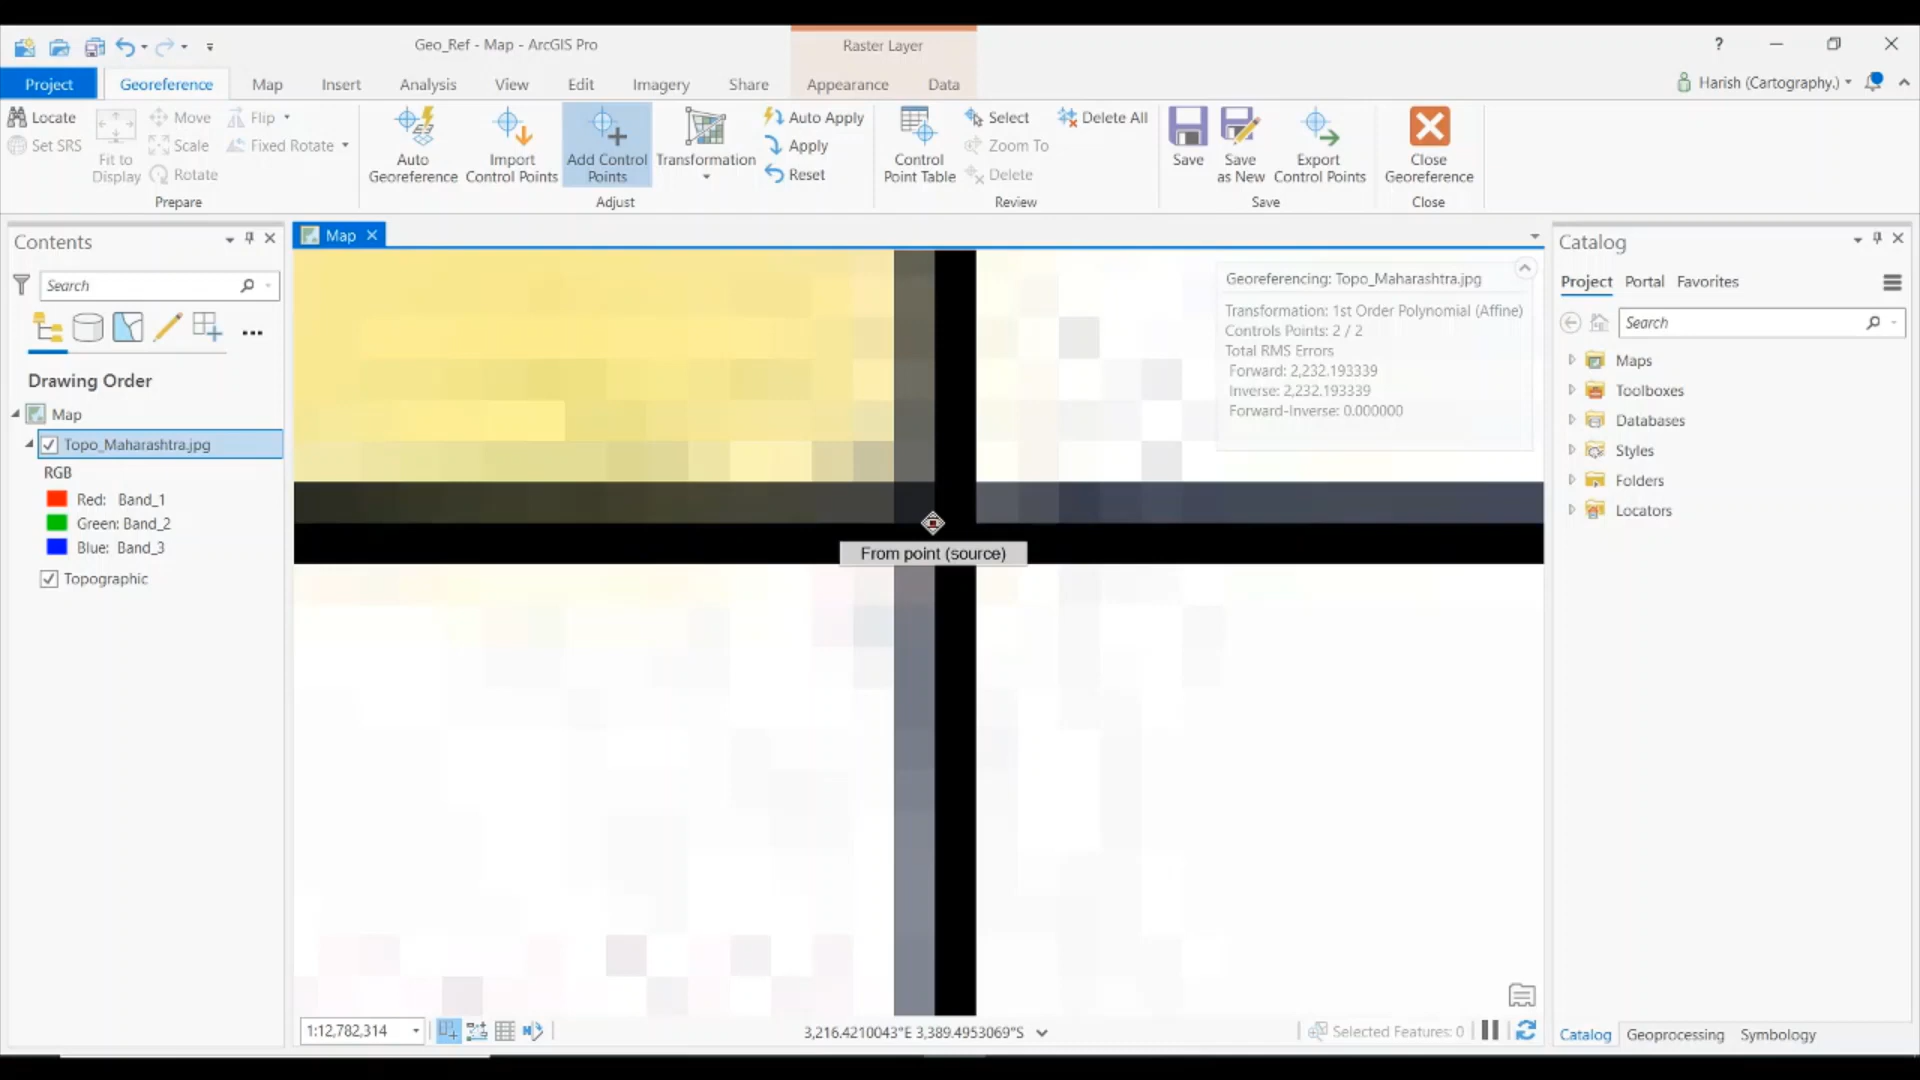 Geo_Ref - Map - ArcGIS Pro
Raster Layer
?
Project
Georeference
Map
Insert
Analysis
View
Edit
Imagery
Share
Appearance
Data
Harish (Cartography.)
Locate
Set SRS
Fit to
Display
Move
Scale
Rotate
Flip
Fixed Rotate
Prepare
Auto
Georeference
Import
Control Points
Add Control
Points
Transformation
Auto Apply
Apply
Reset
Adjust
Control
Point Table
Select
Zoom To
Delete
Delete All
Review
Save
Save
as New
Export
Control Points
Save
Close
Georeference
Close
Contents
Search
Drawing Order
Map
Topo_Maharashtra.jpg
RGB
Red: Band_1
Green: Band_2
Blue: Band_3
Topographic
Map
Georeferencing: Topo_Maharashtra.jpg
Transformation: 1st Order Polynomial (Affine)
Controls Points: 2 / 2
Total RMS Errors
Forward: 2,232.193339
Inverse: 2,232.193339
Forward-Inverse: 0.000000
From point (source)
1:12,782,314
3,216.4210043°E 3,389.4953069°S
Selected Features: 0
Catalog
Project
Portal
Favorites
Search
Maps
Toolboxes
Databases
Styles
Folders
Locators
Catalog
Geoprocessing
Symbology